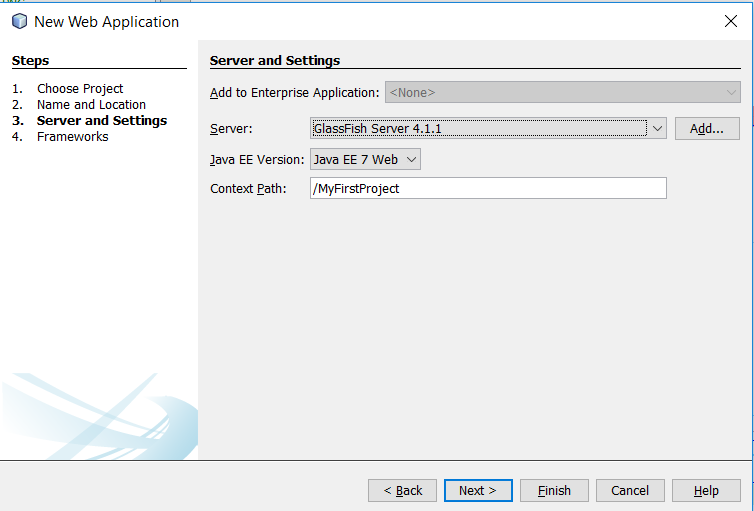 New Web Application
Steps
1. Choose Project
2. Name and Location
3. Server and Settings
4. Frameworks
Server and Settings
Add to Enterprise Application: <None>
Server: GlassFish Server 4.1.1 Add...
Java EE Version: Java EE 7 Web
Context Path: /MyFirstProject
< Back Next > Finish Cancel Help